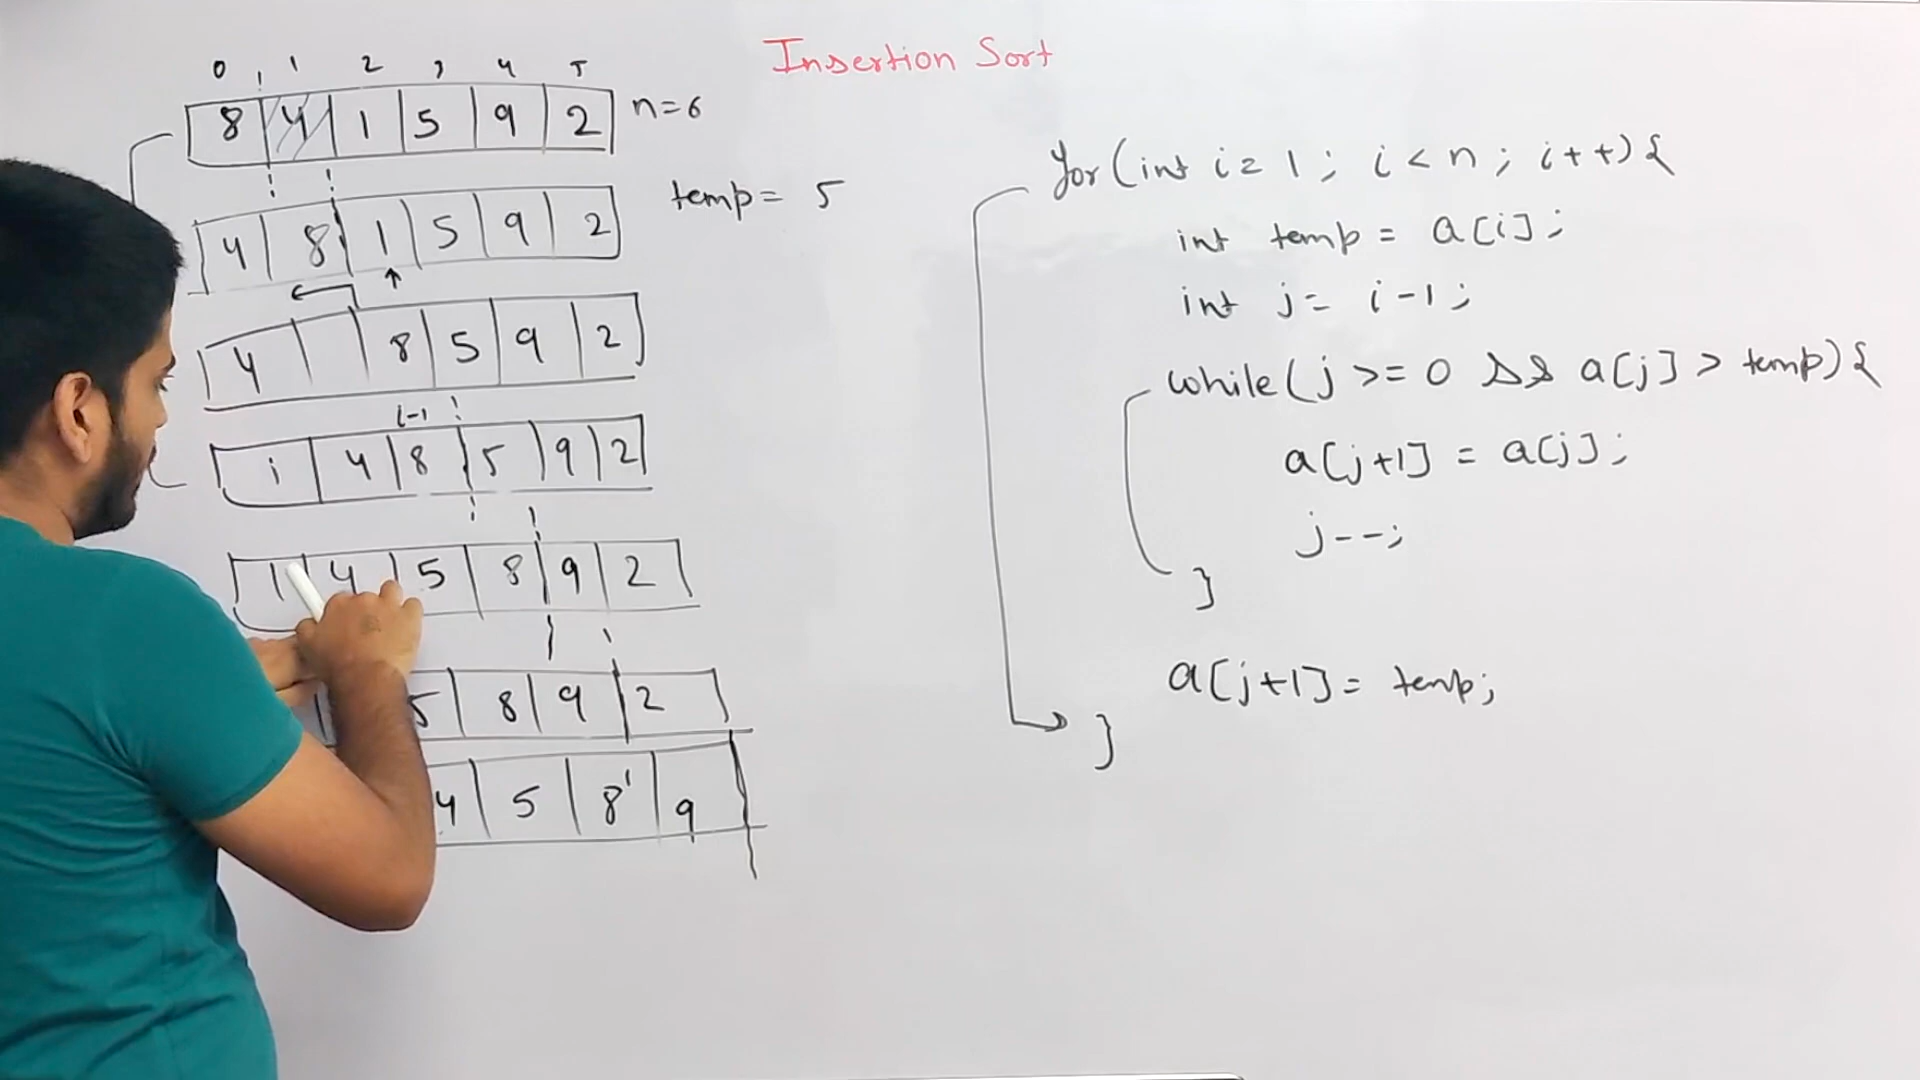 Insertion Sort
0 1 2 3 4 5
8 4 1 5 9 2 n=6
temp= 5
4 8 1 5 9 2
4 8 5 9 2
i-1
1 4 8 5 9 2
1 4 5 8 9 2
5 8 9 2
4 5 8 9
for(int i=1; i<n; i++){
int temp = a[i];
int j= i-1;
while(j>=0 && a[j]> temp){
a[j+1] = a[j];
j--;
}
a[j+1]= temp;
}